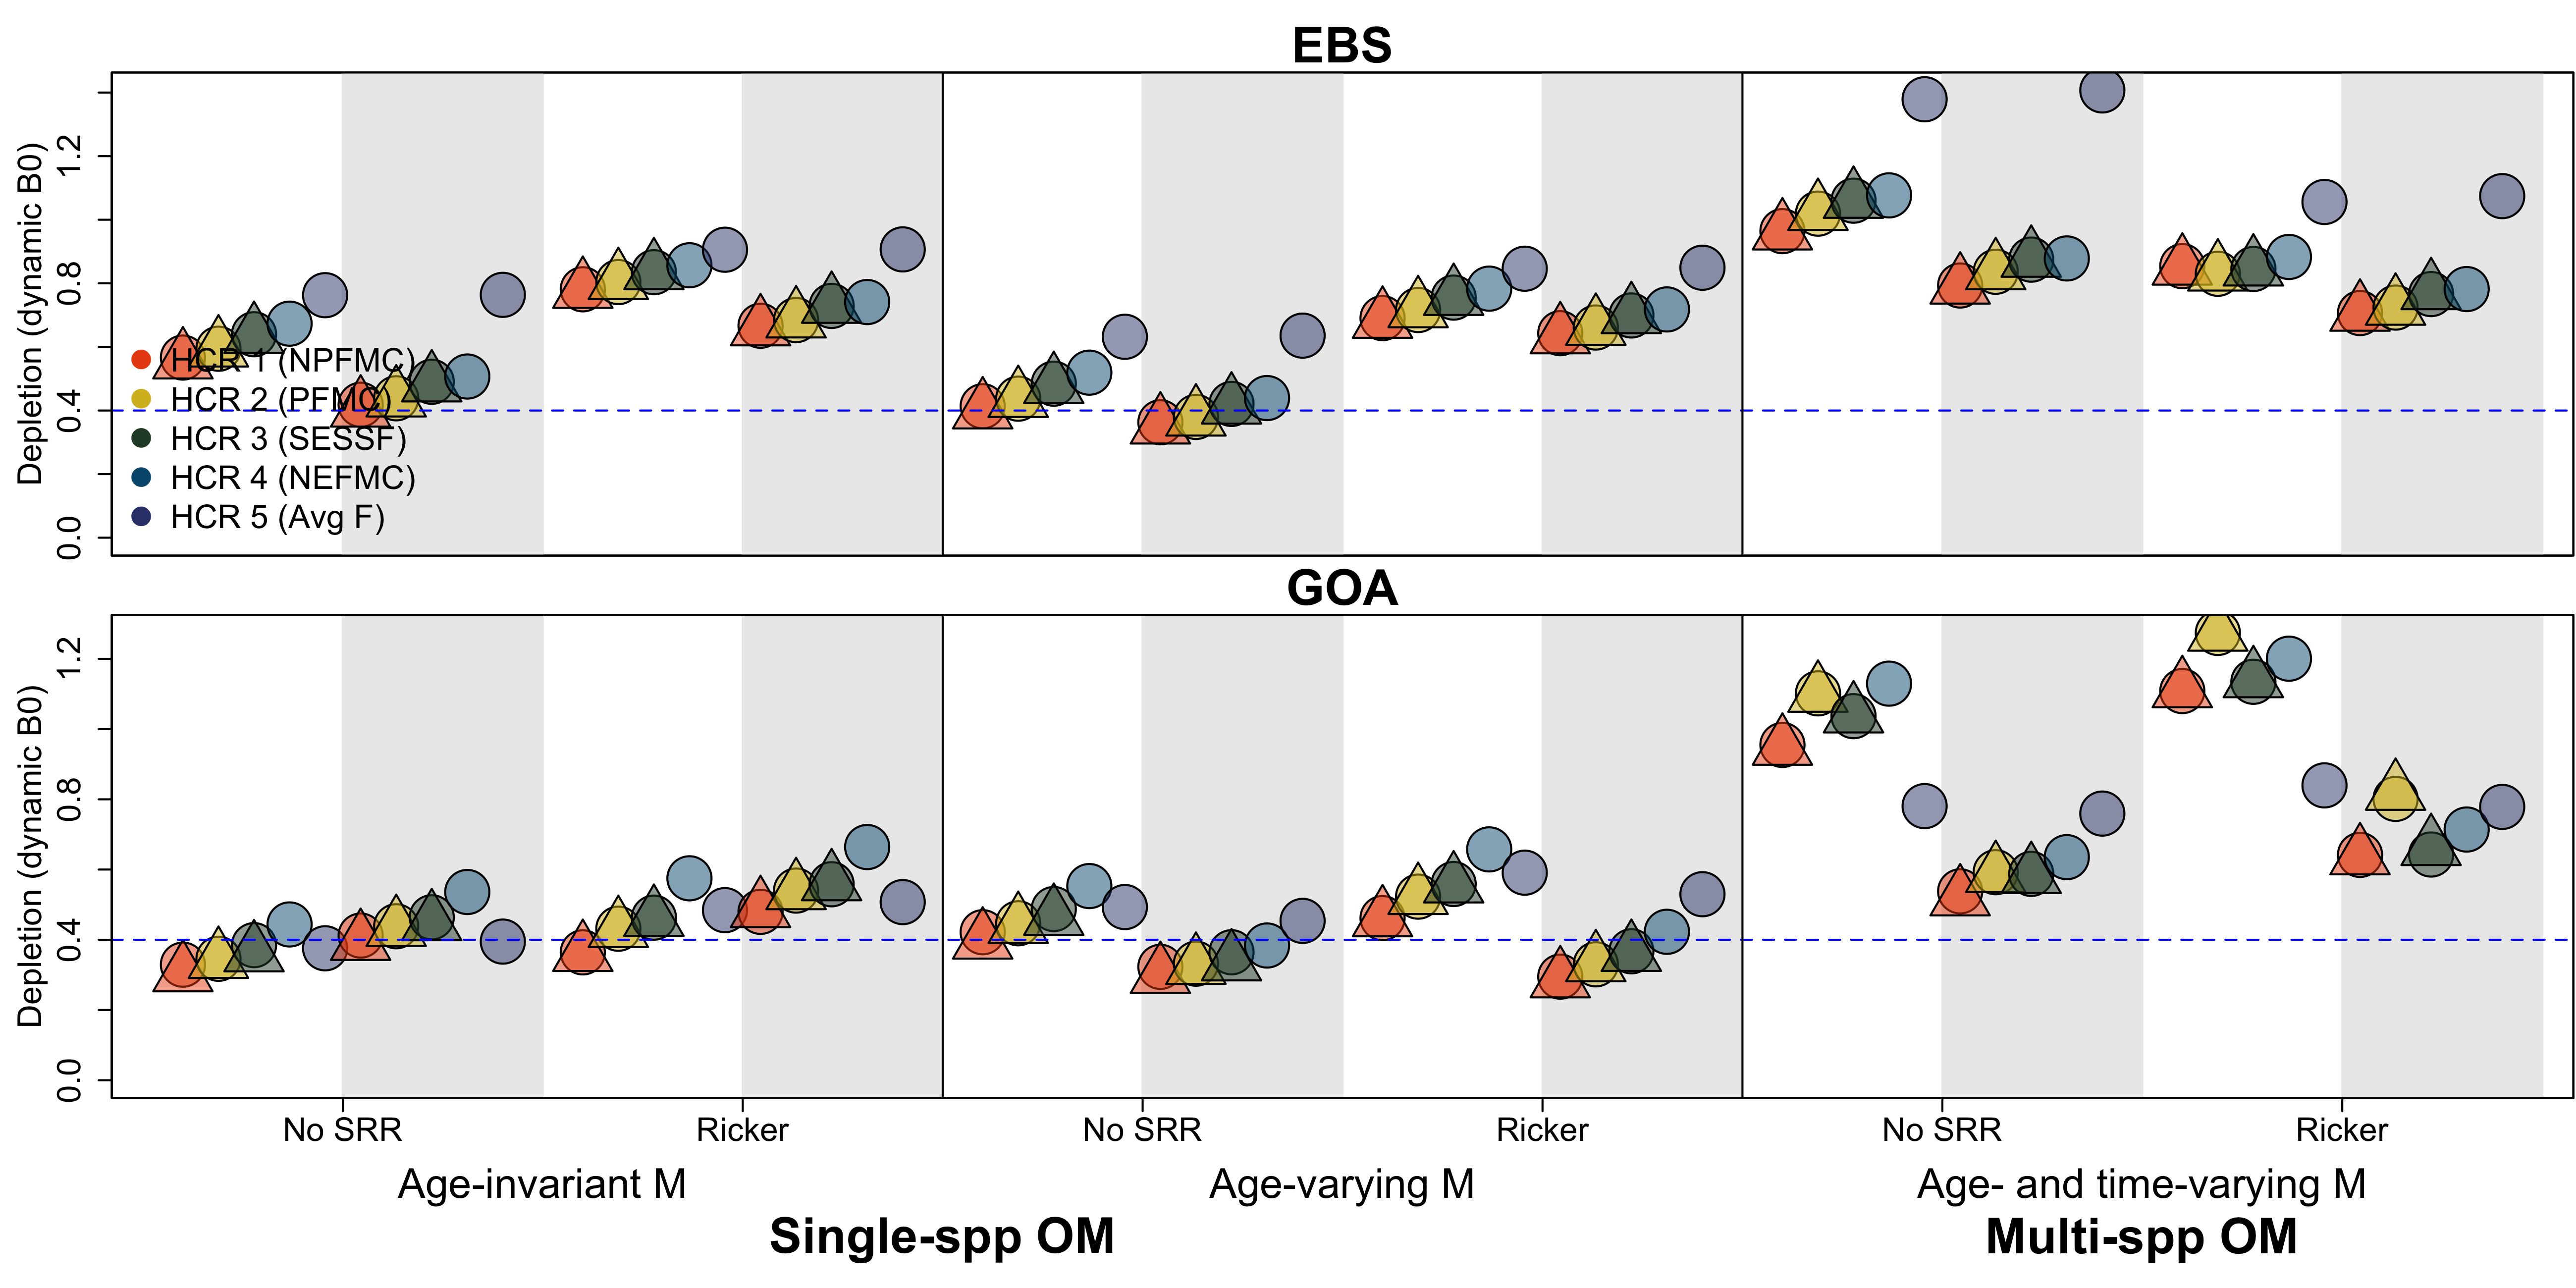 EBS
Depletion (dynamic B0)
1.2
0.8
0.4
0.0
HCR 1 (NPFMC)
HCR 2 (PFMC)
HCR 3 (SESSF)
HCR 4 (NEFMC)
HCR 5 (Avg F)
GOA
Depletion (dynamic B0)
1.2
0.8
0.4
0.0
No SRR Ricker No SRR Ricker No SRR Ricker
Age-invariant M Age-varying M Age- and time-varying M
Single-spp OM Multi-spp OM